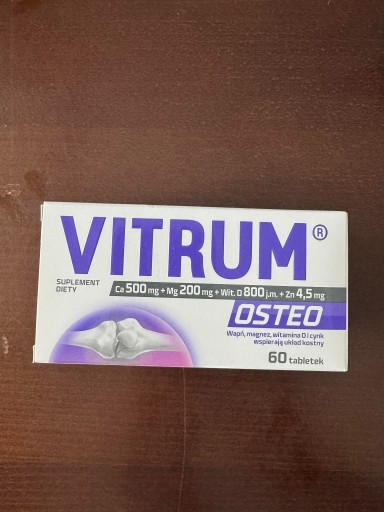 VITRUM®
SUPLEMENT
DIETY
Ca 500 mg + Mg 200 mg + Wit. D 800 j.m. + Zn 4,5 mg
OSTEO
Wapń, magnez, witamina D i cynk
wspierają układ kostny
60 tabletek